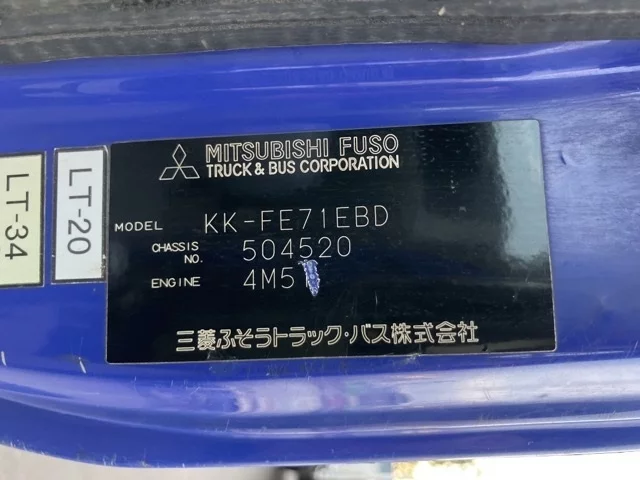 MITSUBISHI FUSO
TRUCK & BUS CORPORATION
MODEL KK-FE71EBD
CHASSIS NO. 504520
ENGINE 4M51
三菱ふそうトラック・バス株式会社
LT-20
LT-34